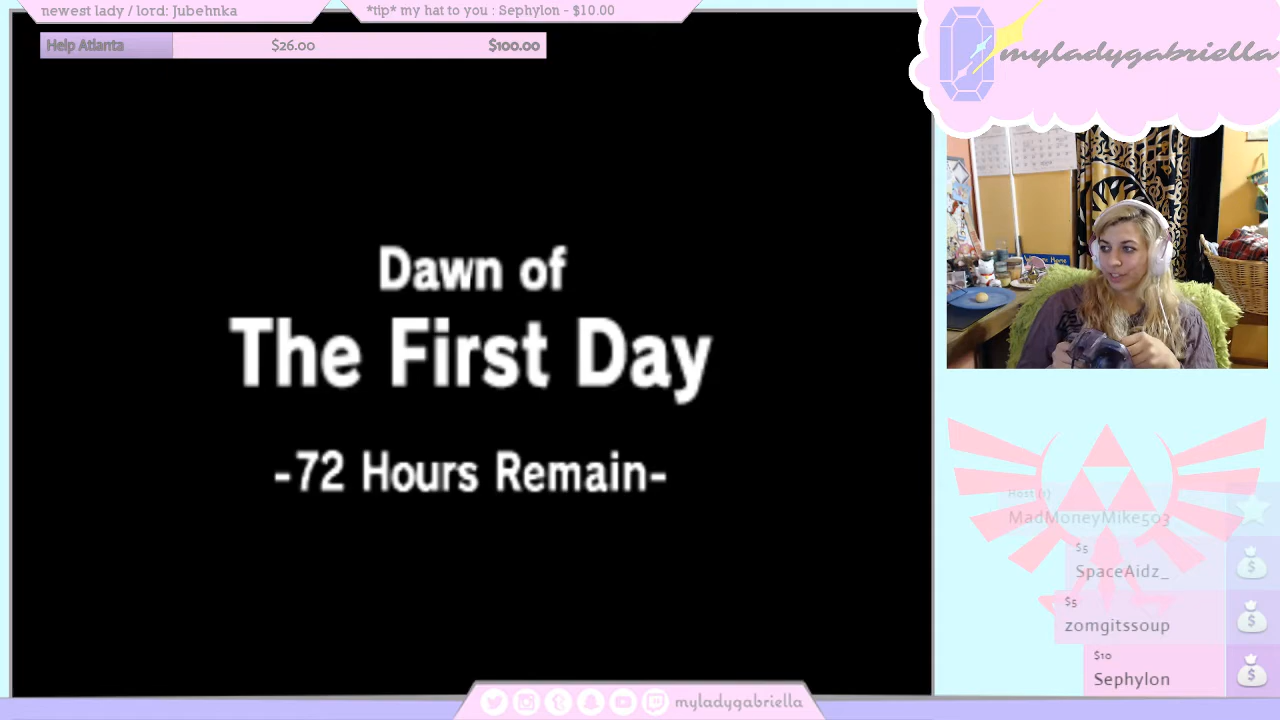 newest lady / lord: Jubehnka
*tip* my hat to you : Sephylon - $10.00
Help Atlanta
$26.00
$100.00
myladygabriella
Dawn of
The First Day
-72 Hours Remain-
Host (1)
MadMoneyMike503
$5
SpaceAidz_
$5
zomgitssoup
$10
Sephylon
myladygabriella